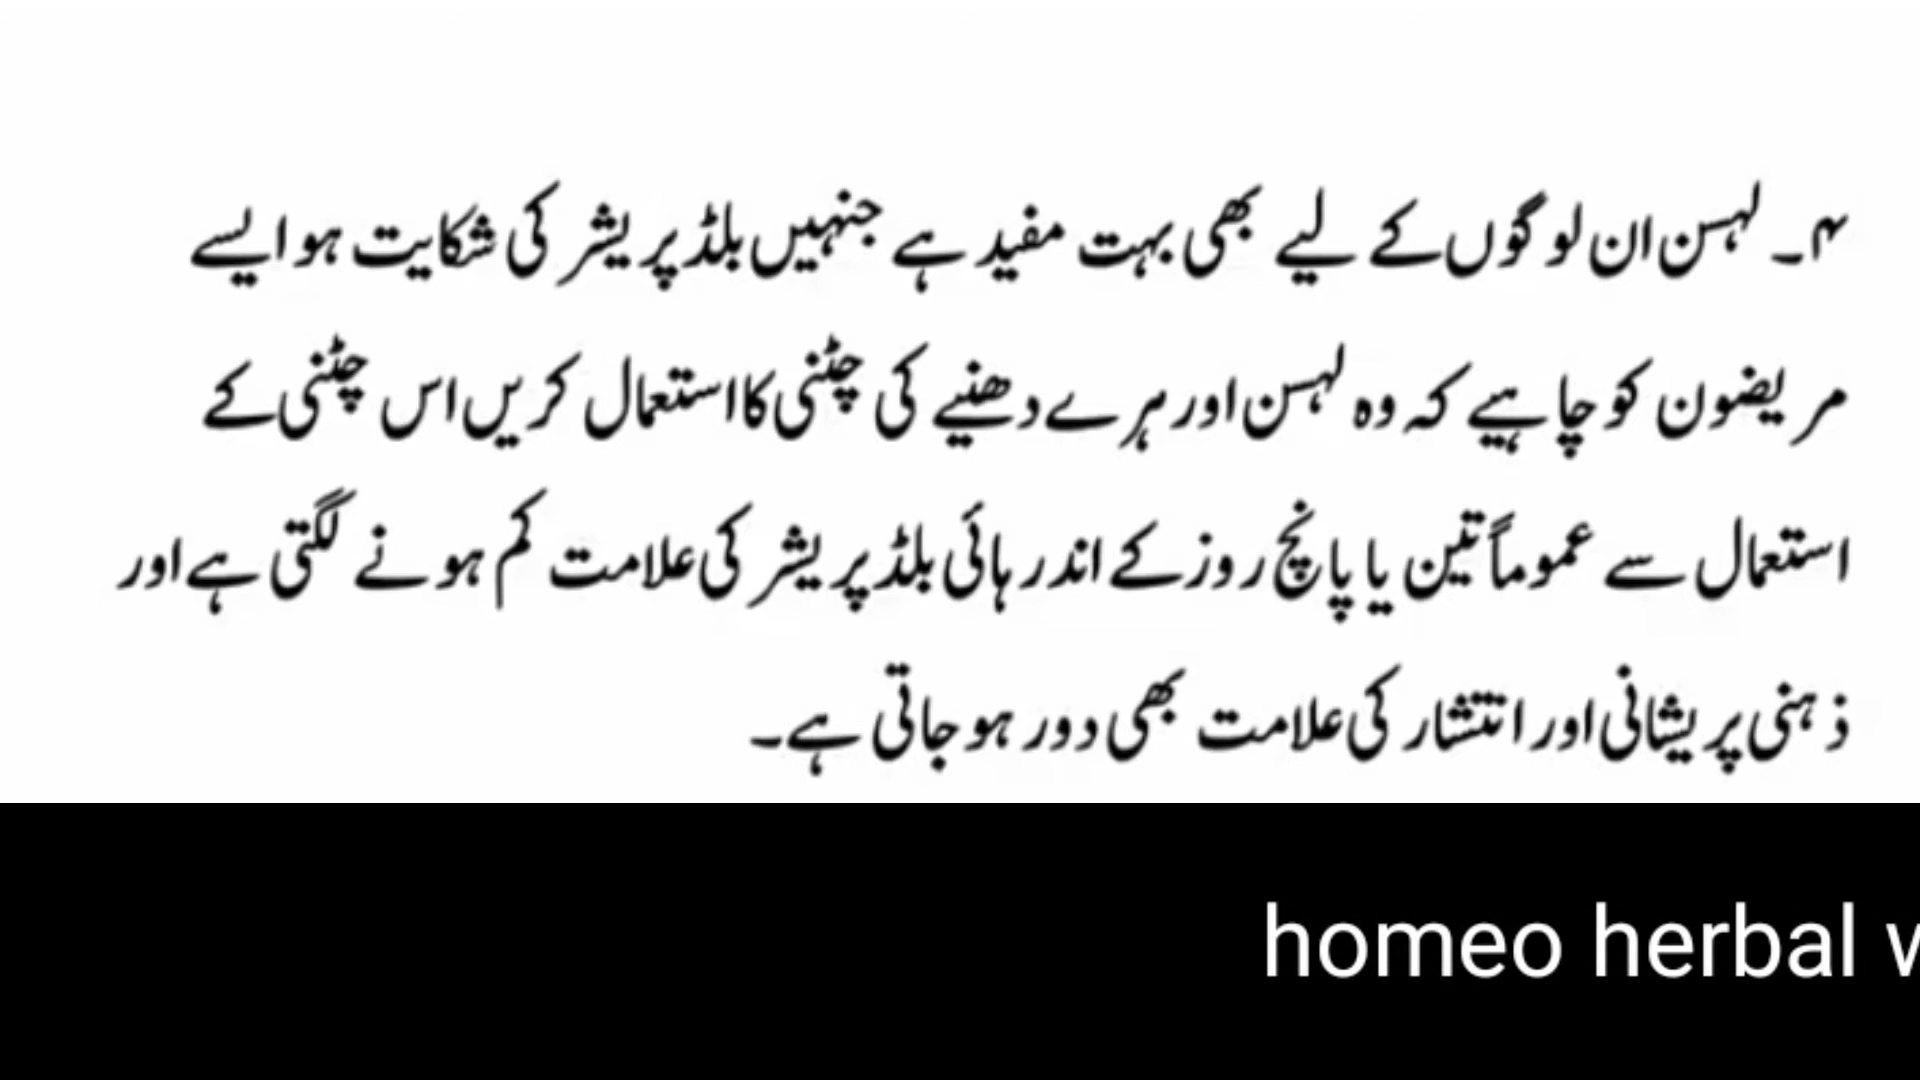 ۴۔ لہسن ان لوگوں کے لیے بھی بہت مفید ہے جنہیں بلڈ پریشر کی شکایت ہو ایسے
مریضون کو چاہیے کہ وہ لہسن اور ہرے دھنیے کی چٹنی کا استعمال کریں اس چٹنی کے
استعمال سے عموماً تین یا پانچ روز کے اندر ہائی بلڈ پریشر کی علامت کم ہونے لگتی ہے اور
ذہنی پریشانی اور انتشار کی علامت بھی دور ہو جاتی ہے۔
homeo herbal